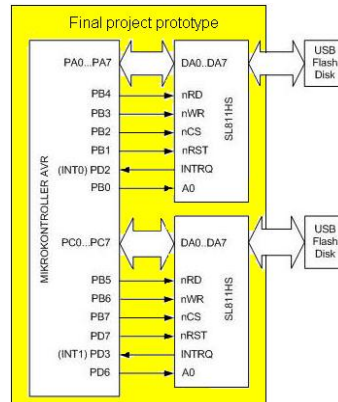 Final project prototype
MIKROKONTROLLER AVR
PA0...PA7
DA0..DA7
PB4
nRD
PB3
nWR
PB2
nCS
PB1
nRST
(INT0) PD2
INTRQ
PB0
A0
SL811HS
USB
Flash
Disk
PC0...PC7
DA0..DA7
PB5
nRD
PB6
nWR
PB7
nCS
PD7
nRST
(INT1) PD3
INTRQ
PD6
A0
SL811HS
USB
Flash
Disk